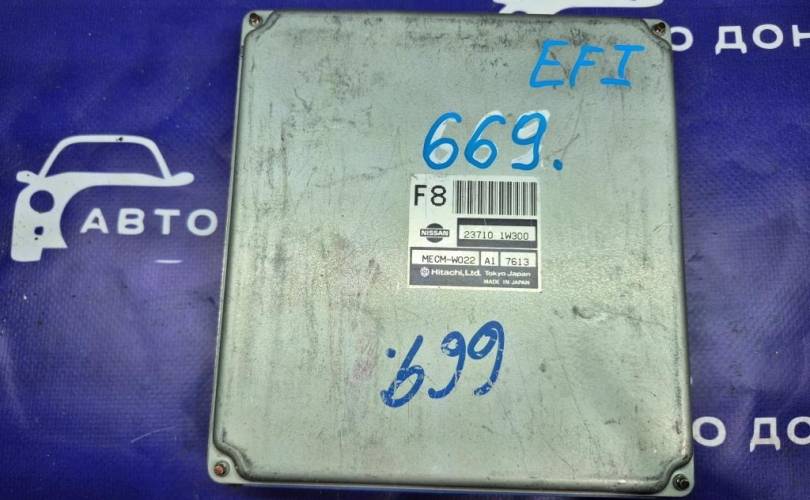 О ДОН
EFI
669.
F8
NISSAN
23710 1W300
MECM-W022 A1 7613
Hitachi, Ltd. Tokyo Japan
MADE IN JAPAN
АВТО
669.
О ДО